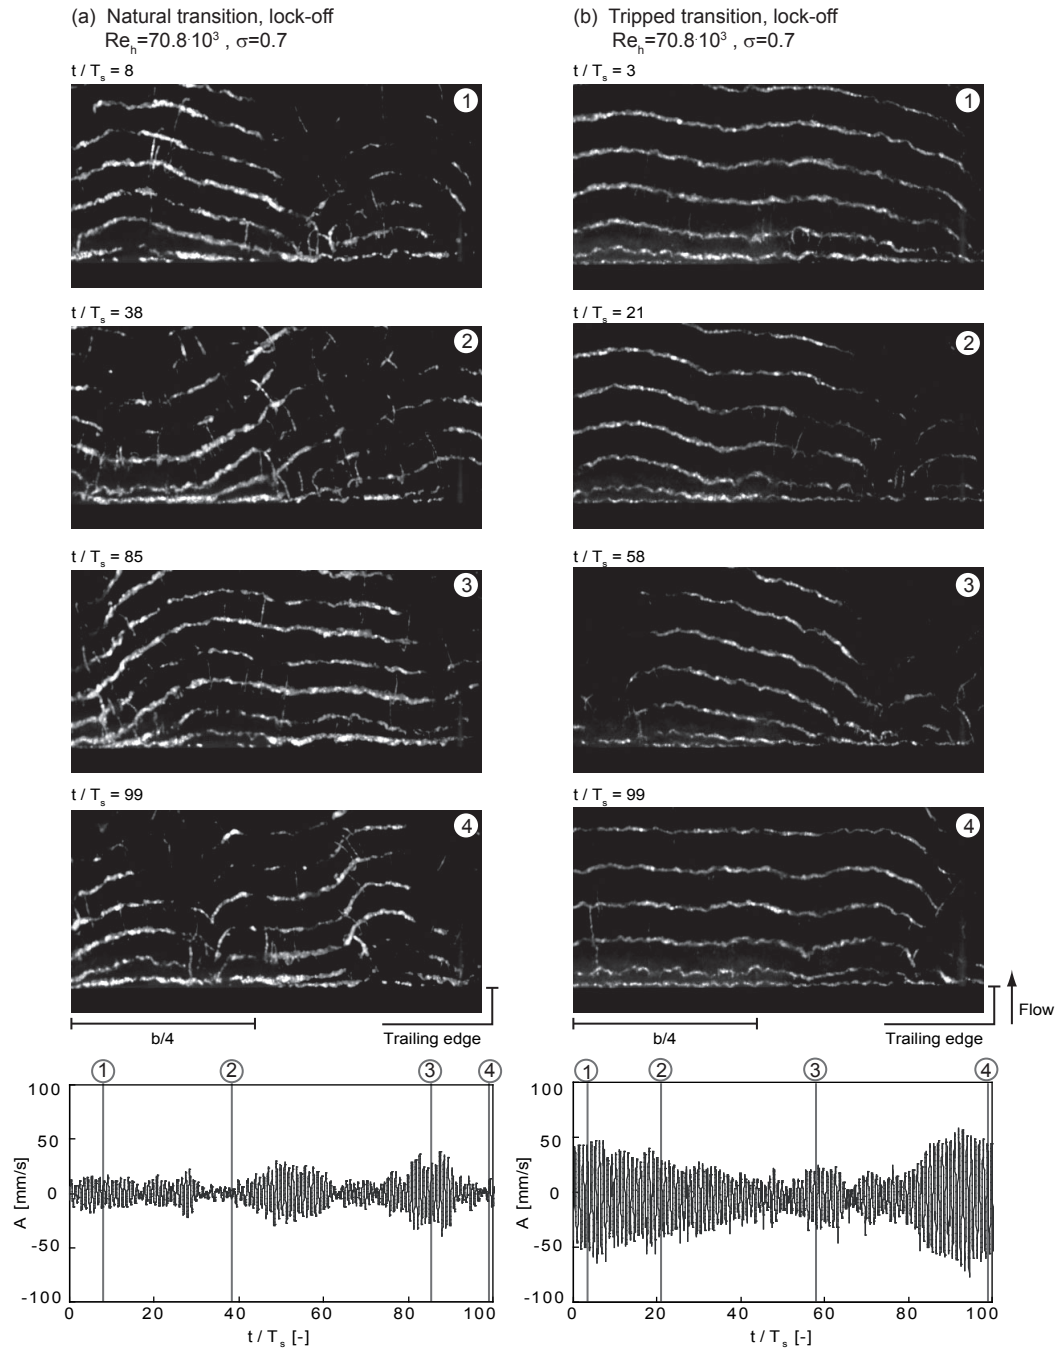 (a) Natural transition, lock-off
Re_h=70.8·10³ , σ=0.7
(b) Tripped transition, lock-off
Re_h=70.8·10³ , σ=0.7
t / T_s = 8
1
t / T_s = 3
1
t / T_s = 38
2
t / T_s = 21
2
t / T_s = 85
3
t / T_s = 58
3
t / T_s = 99
4
t / T_s = 99
4
b/4
Trailing edge
b/4
Trailing edge
Flow
1 2 3 4
100
50
0
-50
-100
A [mm/s]
0 20 40 60 80 100
t / T_s [-]
1 2 3 4
100
50
0
-50
-100
A [mm/s]
0 20 40 60 80 100
t / T_s [-]